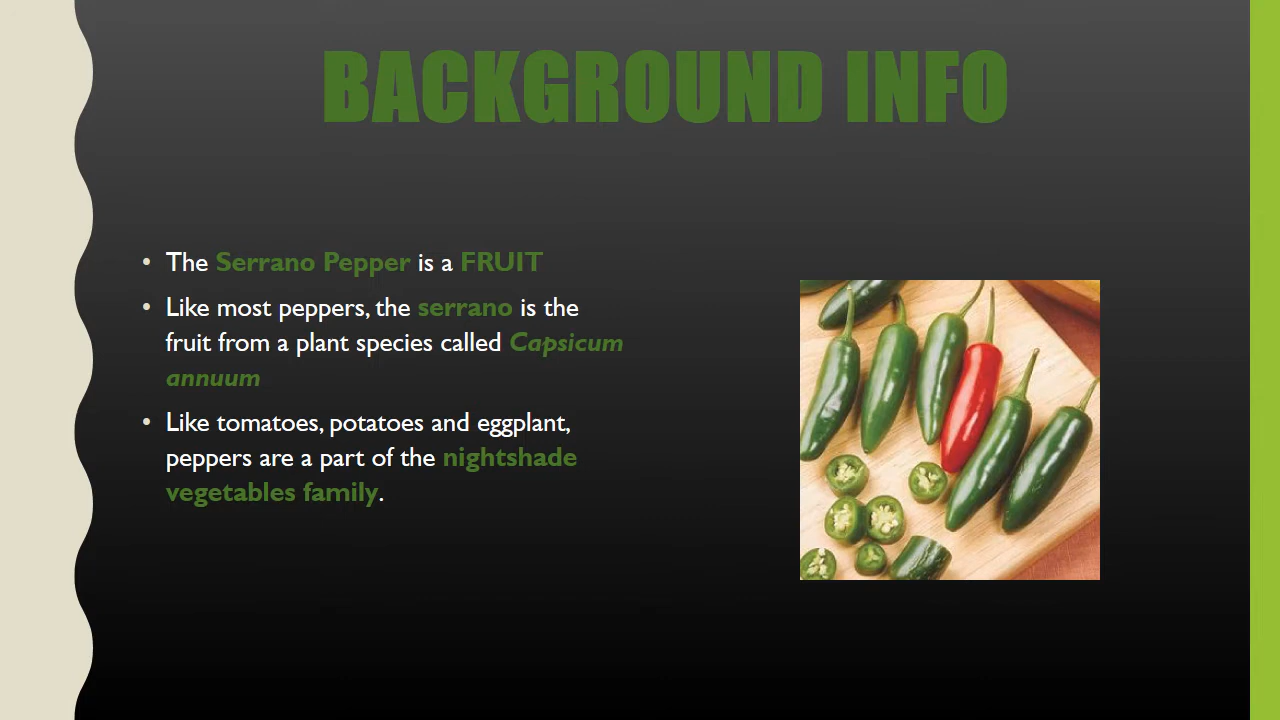 BACKGROUND INFO
• The Serrano Pepper is a FRUIT
• Like most peppers, the serrano is the
fruit from a plant species called Capsicum
annuum
• Like tomatoes, potatoes and eggplant,
peppers are a part of the nightshade
vegetables family.